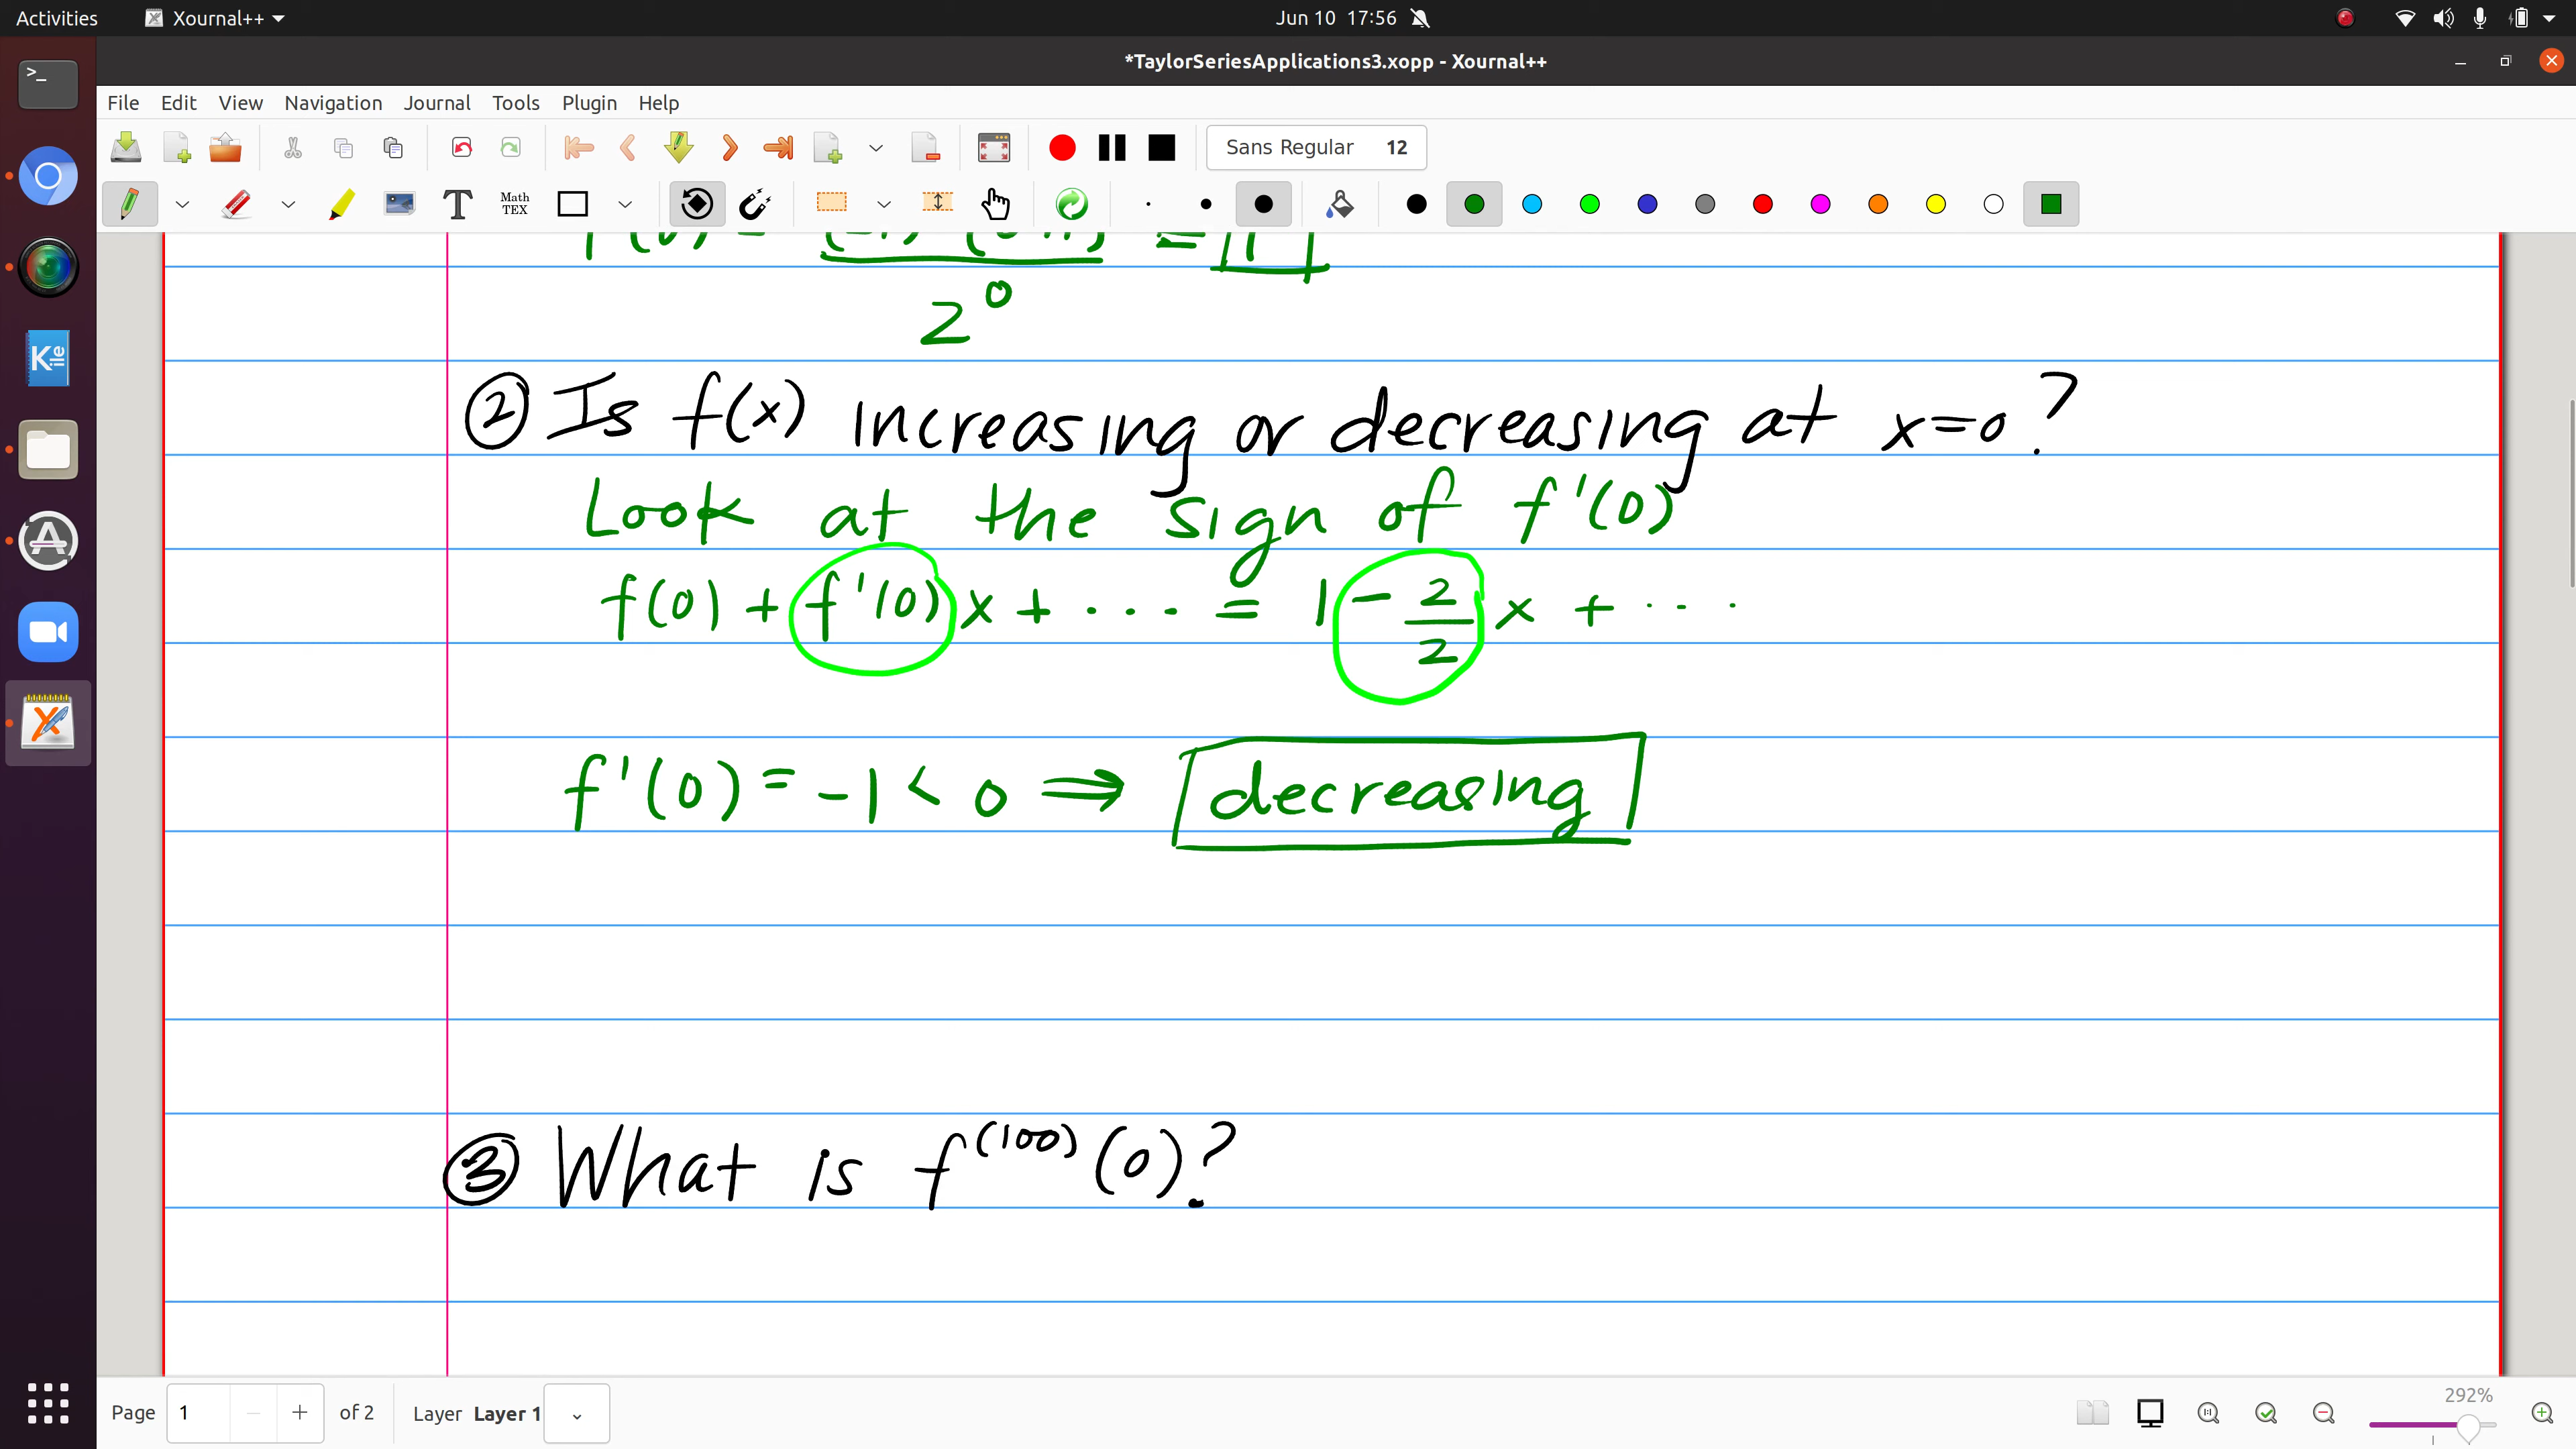 Activities Xournal++ Jun 10 17:56
*TaylorSeriesApplications3.xopp - Xournal++
File Edit View Navigation Journal Tools Plugin Help
Sans Regular 12
Math TEX
2^0
② Is f(x) increasing or decreasing at x=0?
Look at the sign of f'(0)
f(0) + f'(0)x + ... = 1 - 2/2 x + ...
f'(0) = -1 < 0 ⇒ decreasing
③ What is f^(100)(0)?
Page 1 of 2 Layer Layer 1 292%